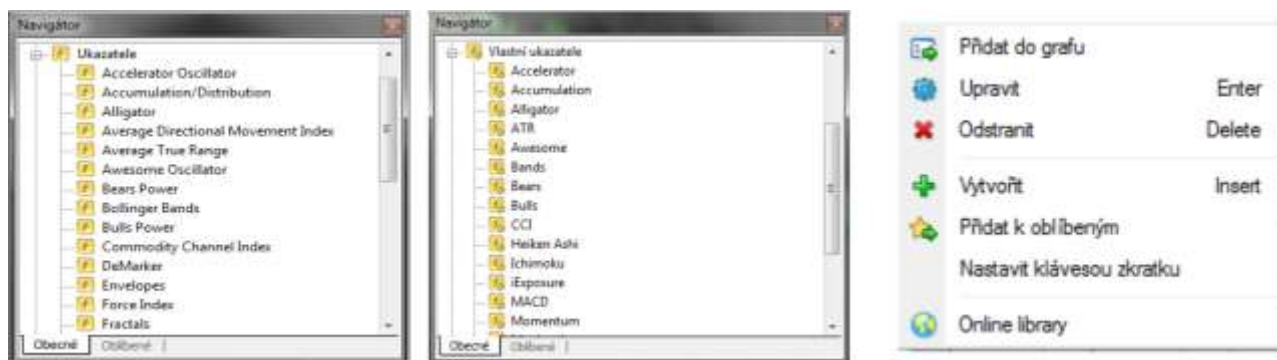 Navigátor
Ukazatele
Accelerator Oscillator
Accumulation/Distribution
Alligator
Average Directional Movement Index
Average True Range
Awesome Oscillator
Bears Power
Bollinger Bands
Bulls Power
Commodity Channel Index
DeMarker
Envelopes
Force Index
Fractals
Obecné Oblíbené
Navigátor
Vlastní ukazatele
Accelerator
Accumulation
Alligator
ATR
Awesome
Bands
Bears
Bulls
CCI
Heiken Ashi
Ichimoku
iExposure
MACD
Momentum
Obecné Oblíbené
Přidat do grafu
Upravit Enter
Odstranit Delete
Vytvořit Insert
Přidat k oblíbeným
Nastavit klávesou zkratku
Online library